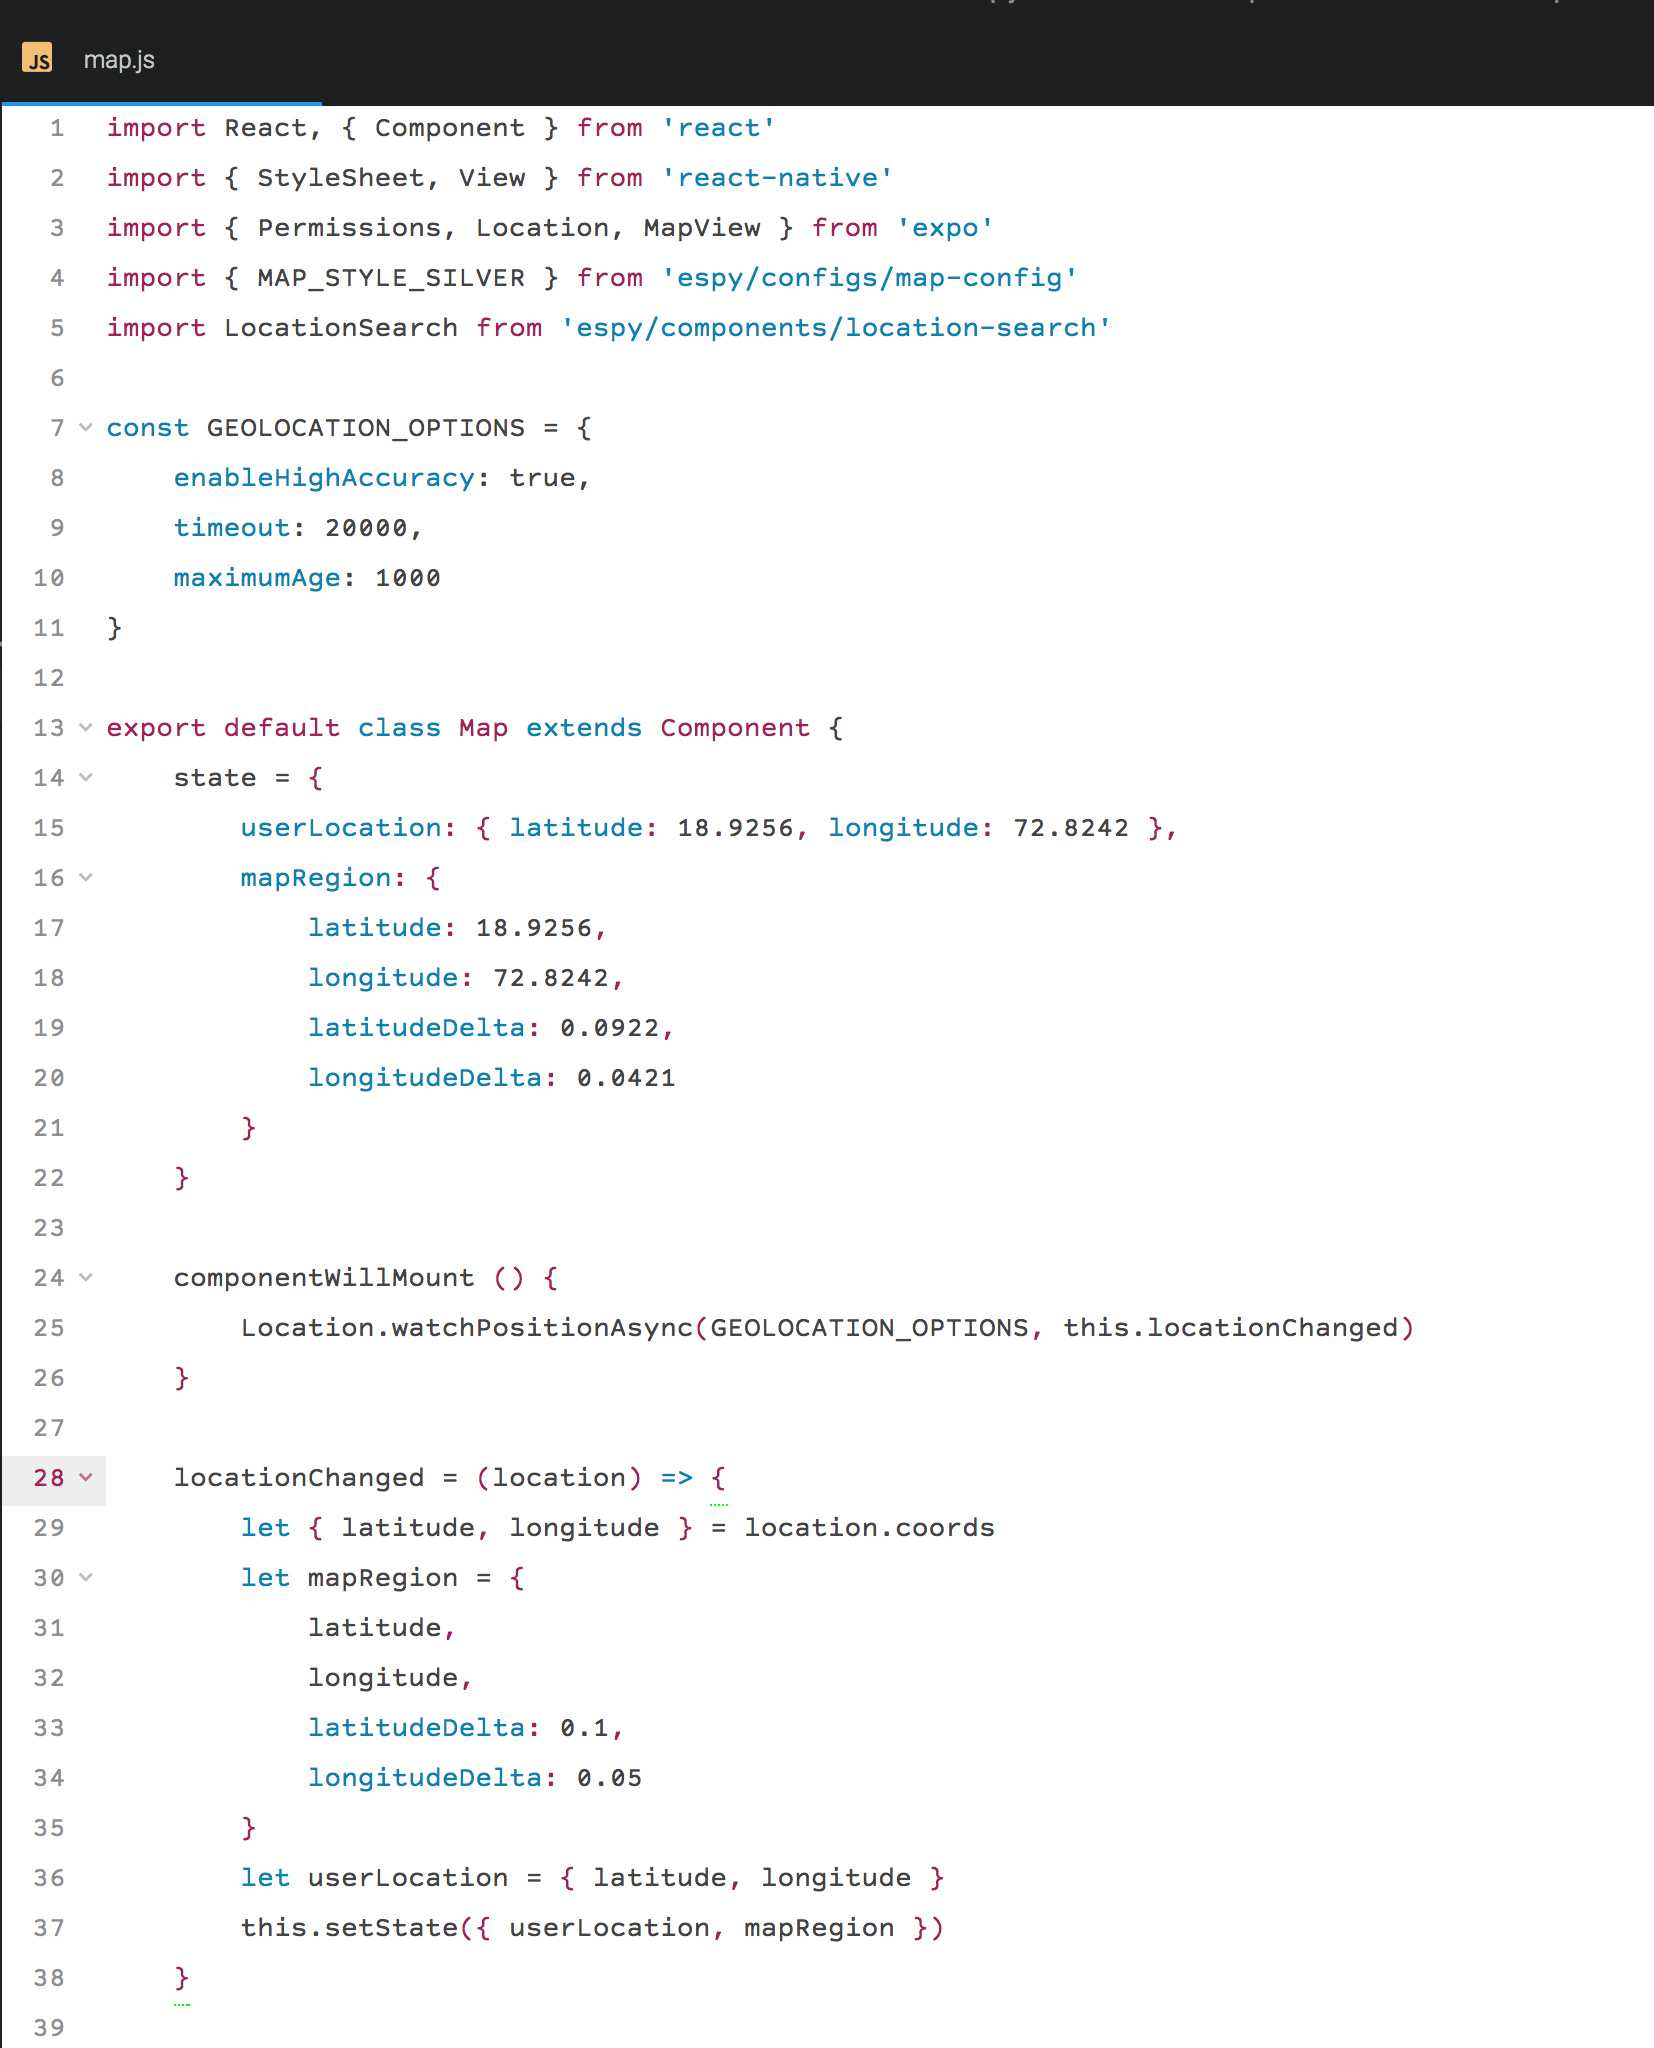 JS map.js
1 import React, { Component } from 'react'
2 import { StyleSheet, View } from 'react-native'
3 import { Permissions, Location, MapView } from 'expo'
4 import { MAP_STYLE_SILVER } from 'espy/configs/map-config'
5 import LocationSearch from 'espy/components/location-search'
6
7 const GEOLOCATION_OPTIONS = {
8     enableHighAccuracy: true,
9     timeout: 20000,
10     maximumAge: 1000
11 }
12
13 export default class Map extends Component {
14     state = {
15         userLocation: { latitude: 18.9256, longitude: 72.8242 },
16         mapRegion: {
17             latitude: 18.9256,
18             longitude: 72.8242,
19             latitudeDelta: 0.0922,
20             longitudeDelta: 0.0421
21         }
22     }
23
24     componentWillMount () {
25         Location.watchPositionAsync(GEOLOCATION_OPTIONS, this.locationChanged)
26     }
27
28     locationChanged = (location) => {
29         let { latitude, longitude } = location.coords
30         let mapRegion = {
31             latitude,
32             longitude,
33             latitudeDelta: 0.1,
34             longitudeDelta: 0.05
35         }
36         let userLocation = { latitude, longitude }
37         this.setState({ userLocation, mapRegion })
38     }
39